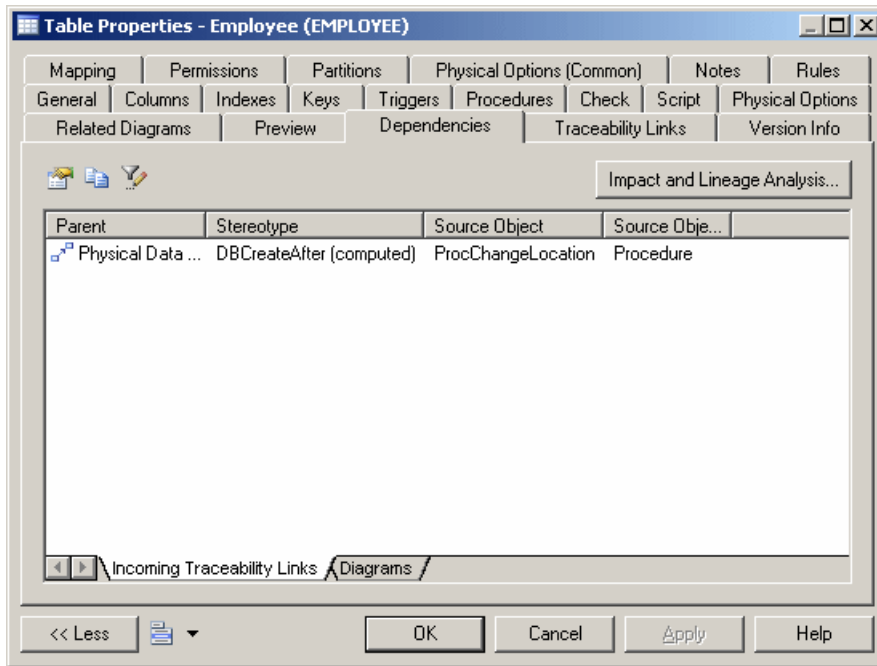 Table Properties - Employee (EMPLOYEE)
Mapping Permissions Partitions Physical Options (Common) Notes Rules
General Columns Indexes Keys Triggers Procedures Check Script Physical Options
Related Diagrams Preview Dependencies Traceability Links Version Info
Impact and Lineage Analysis...
Parent Stereotype Source Object Source Obje...
Physical Data ... DBCreateAfter (computed) ProcChangeLocation Procedure
Incoming Traceability Links Diagrams
<< Less OK Cancel Apply Help